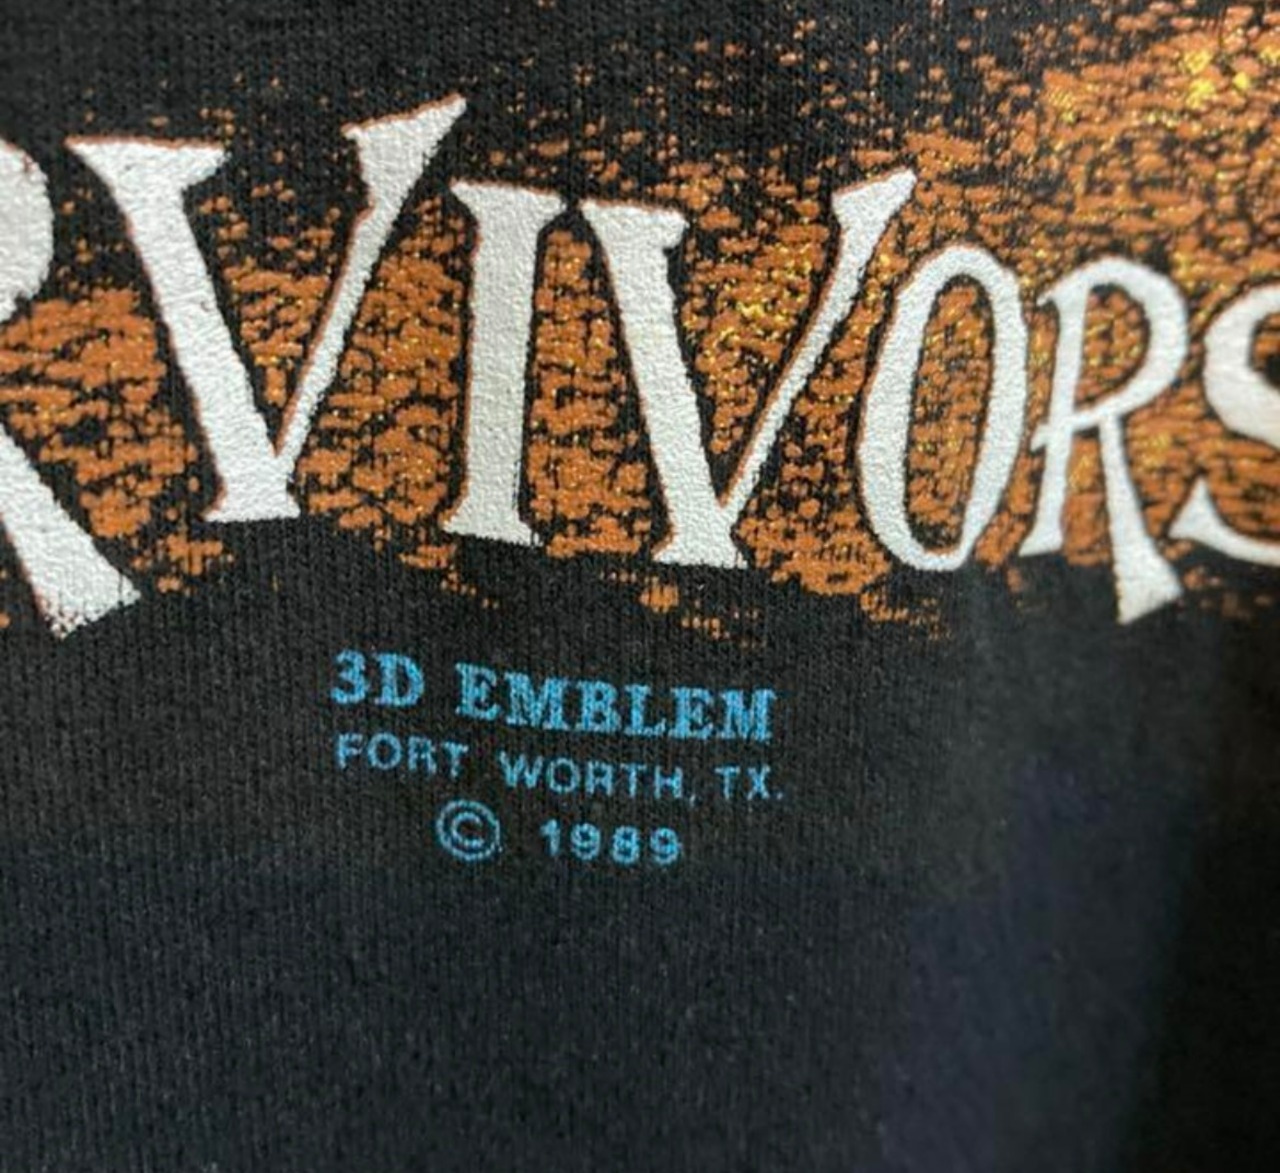 RVIVORS
3D EMBLEM
FORT WORTH, TX.
© 1989